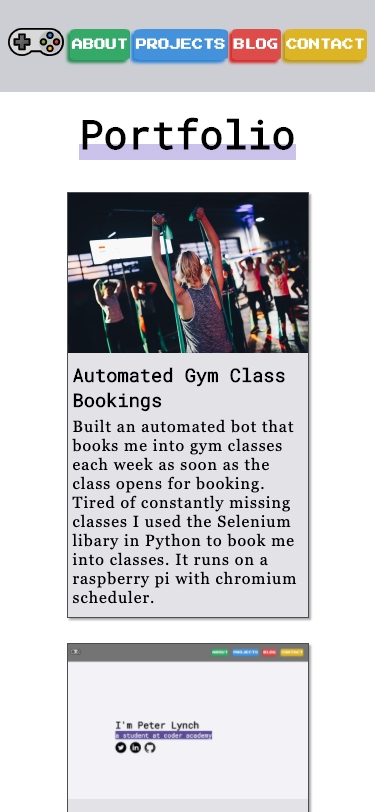 ABOUT PROJECTS BLOG CONTACT
Portfolio
Automated Gym Class
Bookings
Built an automated bot that
books me into gym classes
each week as soon as the
class opens for booking.
Tired of constantly missing
classes I used the Selenium
libary in Python to book me
into classes. It runs on a
raspberry pi with chromium
scheduler.
ABOUT PROJECTS BLOG CONTACT
I'm Peter Lynch
a student at coder academy